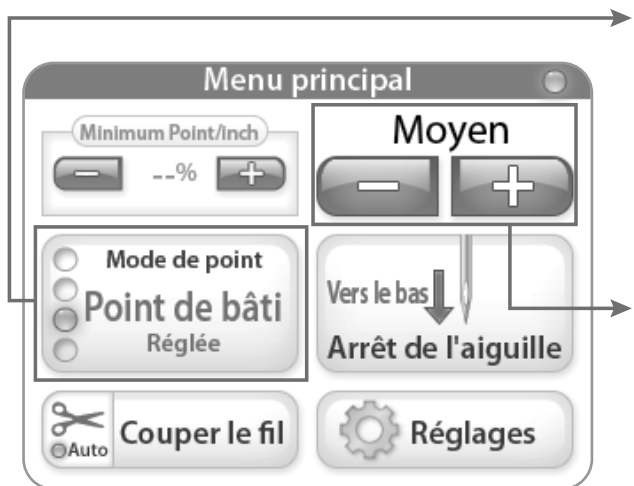 Menu principal
Minimum Point/Inch
--%
Moyen
Mode de point
Point de bâti
Réglée
Vers le bas
Arrêt de l'aiguille
Auto
Couper le fil
Réglages